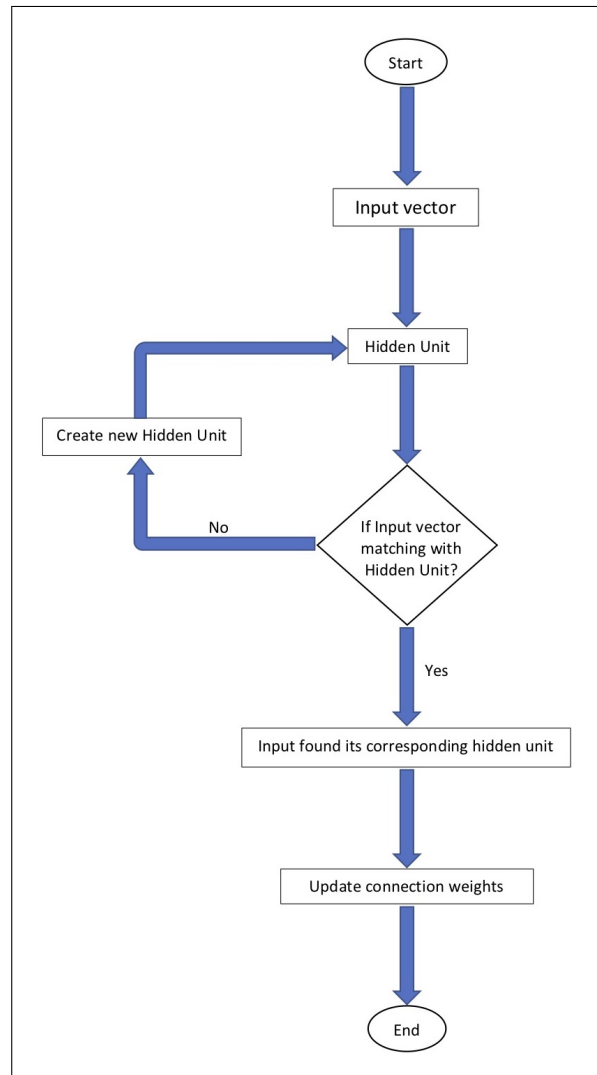 Start
Input vector
Hidden Unit
Create new Hidden Unit
No
If Input vector
matching with
Hidden Unit?
Yes
Input found its corresponding hidden unit
Update connection weights
End